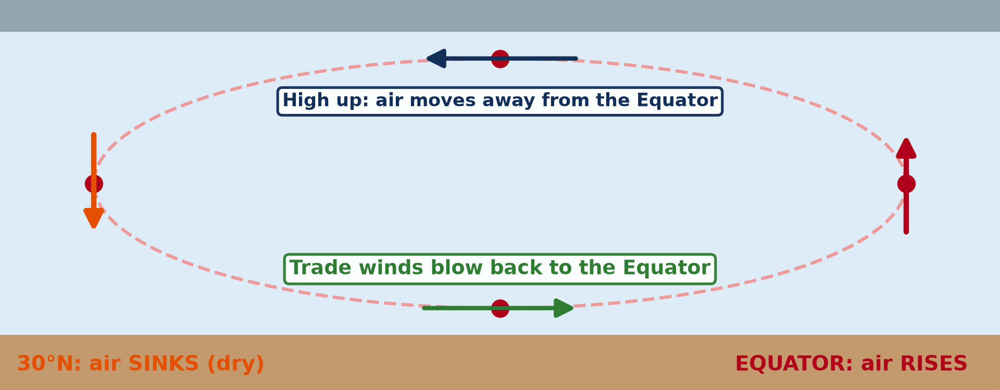 High up: air moves away from the Equator
Trade winds blow back to the Equator
30°N: air SINKS (dry)
EQUATOR: air RISES